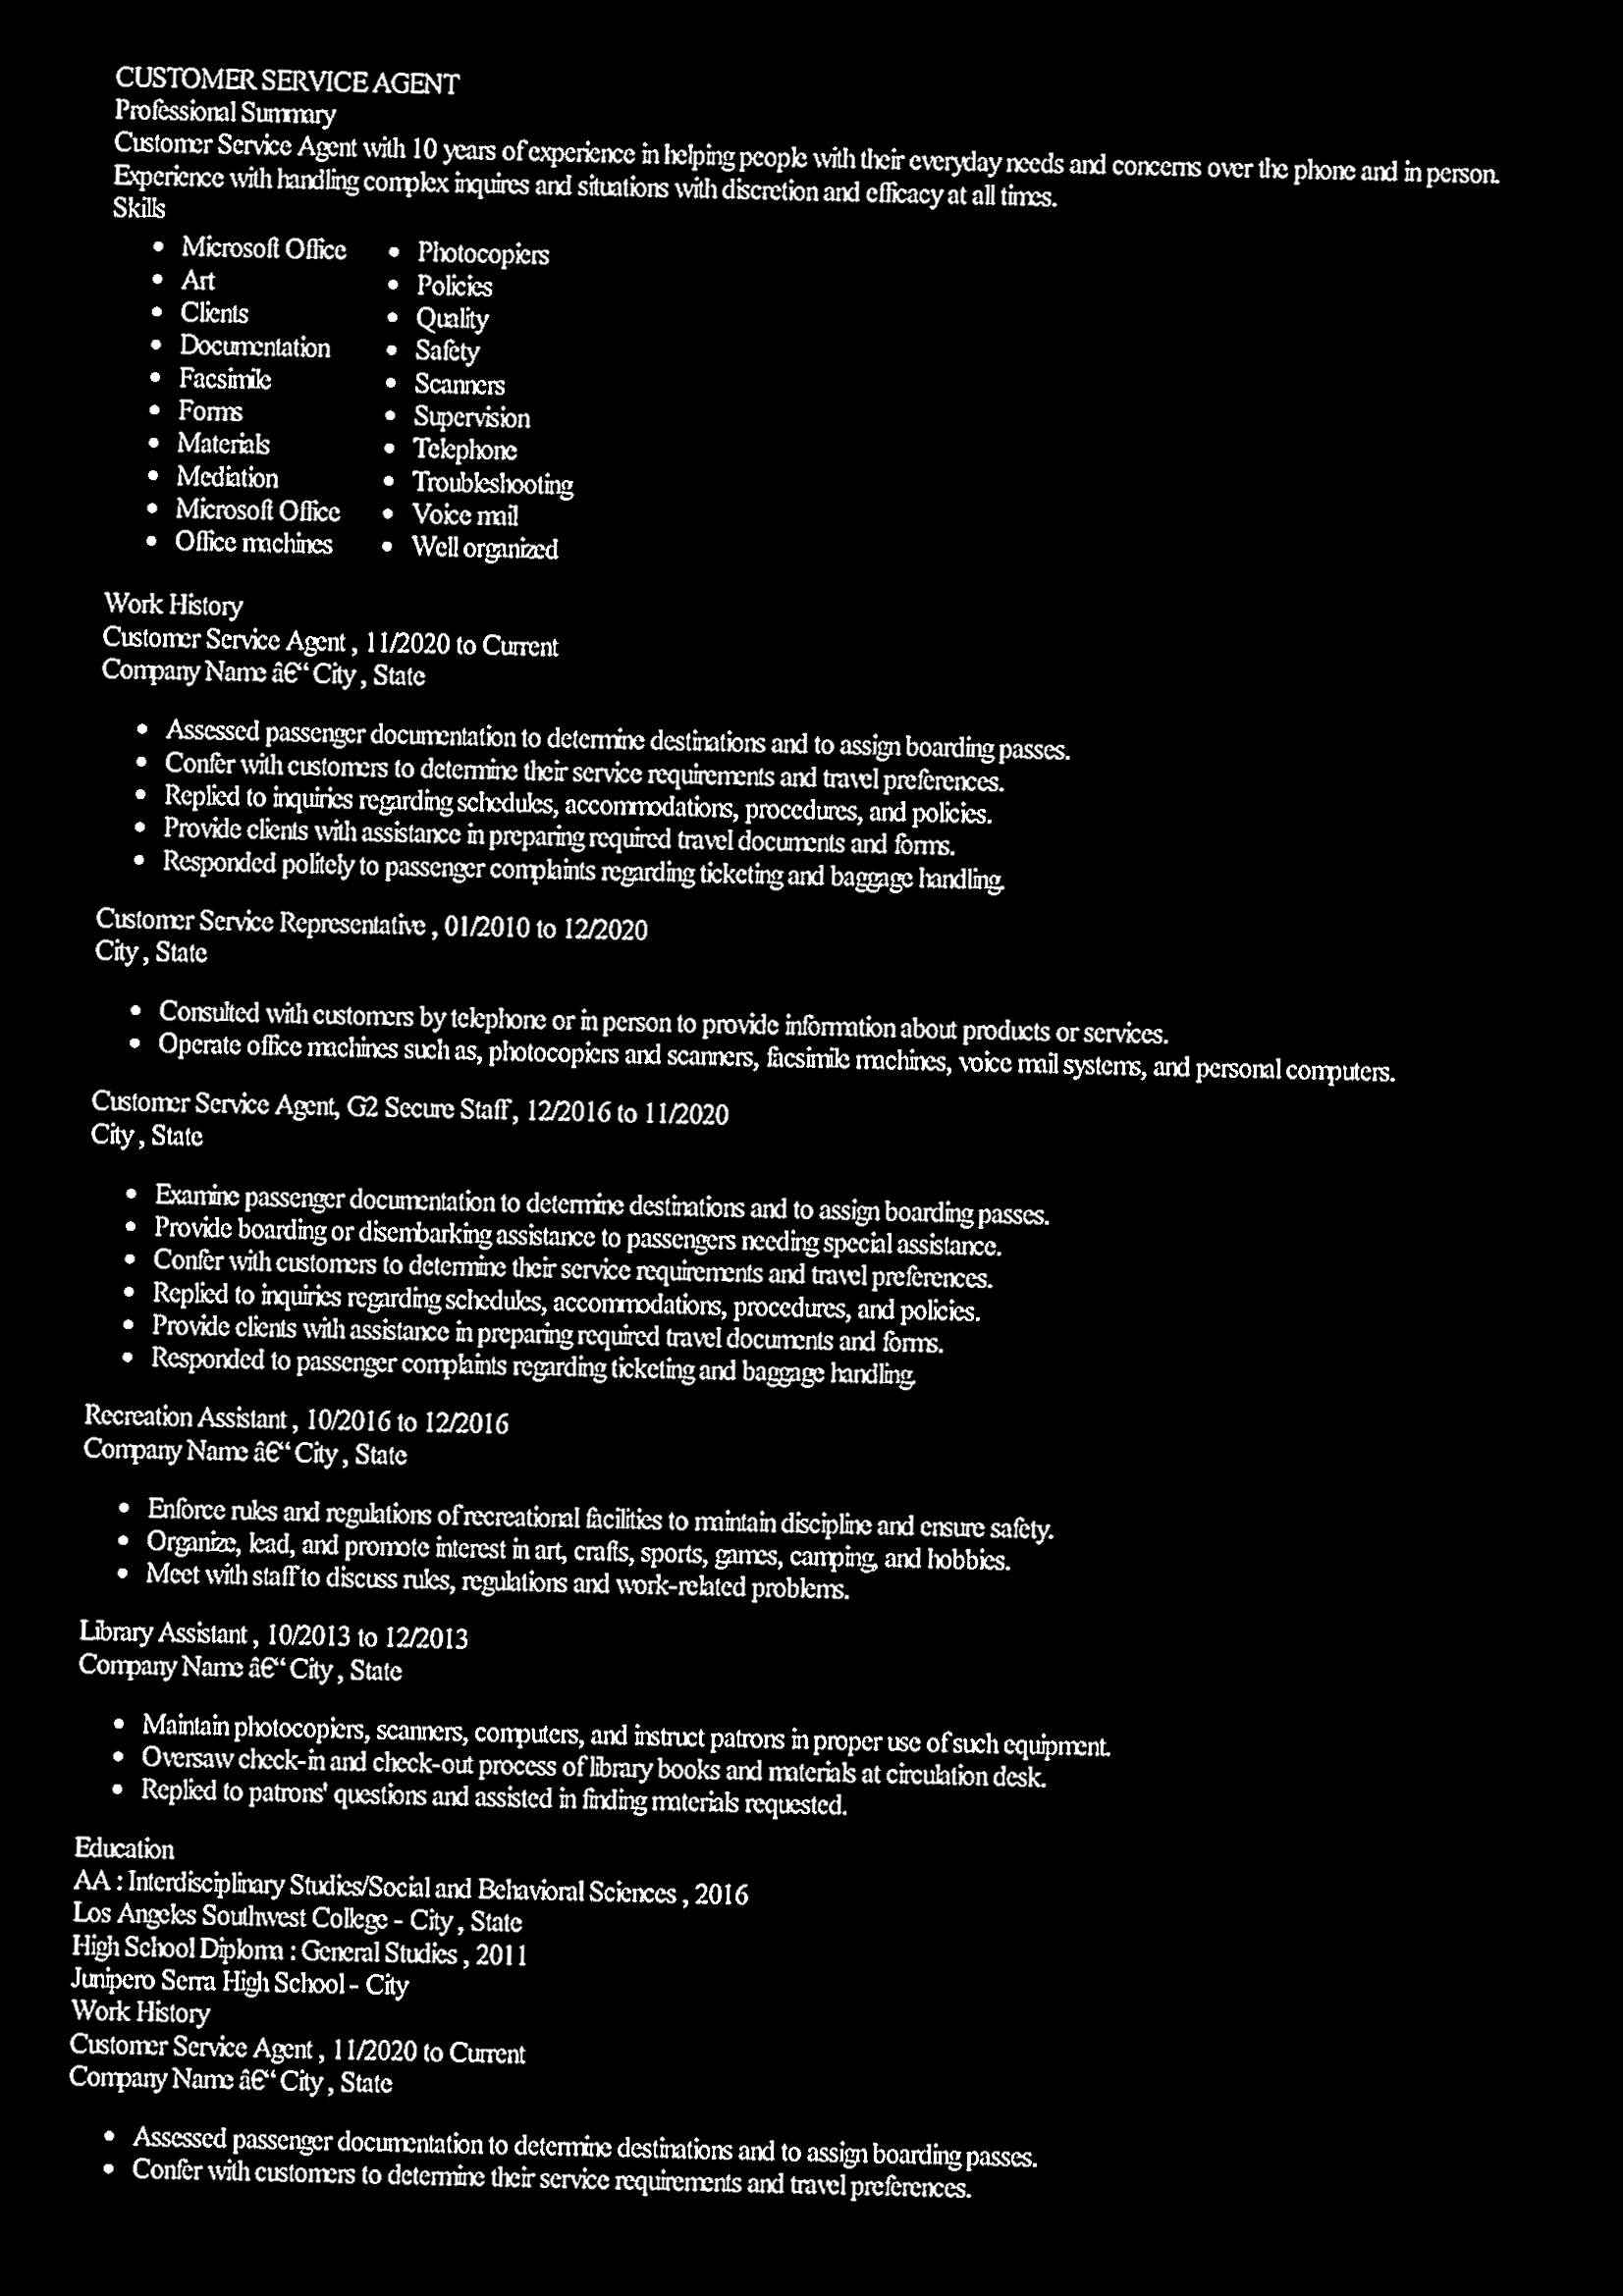 CUSTOMER SERVICE AGENT
Professional Summary
Customer Service Agent with 10 years of experience in helping people with their everyday needs and concerns over the phone and in person.
Experience with handling complex inquires and situations with discretion and efficacy at all times.
Skills
• Microsoft Office
• Art
• Clients
• Documentation
• Facsimile
• Forms
• Materials
• Mediation
• Microsoft Office
• Office machines
• Photocopiers
• Policies
• Quality
• Safety
• Scanners
• Supervision
• Telephone
• Troubleshooting
• Voice mail
• Well organized
Work History
Customer Service Agent , 11/2020 to Current
Company Name â€“ City , State
• Assessed passenger documentation to determine destinations and to assign boarding passes.
• Confer with customers to determine their service requirements and travel preferences.
• Replied to inquiries regarding schedules, accommodations, procedures, and policies.
• Provide clients with assistance in preparing required travel documents and forms.
• Responded politely to passenger complaints regarding ticketing and baggage handling.
Customer Service Representative , 01/2010 to 12/2020
City , State
• Consulted with customers by telephone or in person to provide information about products or services.
• Operate office machines such as, photocopiers and scanners, facsimile machines, voice mail systems, and personal computers.
Customer Service Agent, G2 Secure Staff , 12/2016 to 11/2020
City , State
• Examine passenger documentation to determine destinations and to assign boarding passes.
• Provide boarding or disembarking assistance to passengers needing special assistance.
• Confer with customers to determine their service requirements and travel preferences.
• Replied to inquiries regarding schedules, accommodations, procedures, and policies.
• Provide clients with assistance in preparing required travel documents and forms.
• Responded to passenger complaints regarding ticketing and baggage handling.
Recreation Assistant , 10/2016 to 12/2016
Company Name â€“ City , State
• Enforce rules and regulations of recreational facilities to maintain discipline and ensure safety.
• Organize, lead, and promote interest in art, crafts, sports, games, camping, and hobbies.
• Meet with staff to discuss rules, regulations and work-related problems.
Library Assistant , 10/2013 to 12/2013
Company Name â€“ City , State
• Maintain photocopiers, scanners, computers, and instruct patrons in proper use of such equipment.
• Oversaw check-in and check-out process of library books and materials at circulation desk.
• Replied to patrons' questions and assisted in finding materials requested.
Education
AA : Interdisciplinary Studies/Social and Behavioral Sciences , 2016
Los Angeles Southwest College - City , State
High School Diploma : General Studies , 2011
Junipero Serra High School - City
Work History
Customer Service Agent , 11/2020 to Current
Company Name â€“ City , State
• Assessed passenger documentation to determine destinations and to assign boarding passes.
• Confer with customers to determine their service requirements and travel preferences.